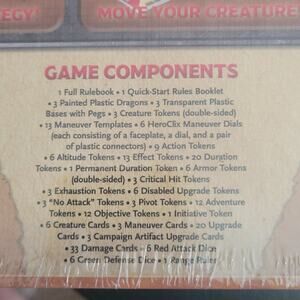 EGY!
MOVE YOUR CREATURE
GAME COMPONENTS
1 Full Rulebook • 1 Quick-Start Rules Booklet
• 3 Painted Plastic Dragons • 3 Transparent Plastic
Bases with Pegs • 3 Creature Tokens (double-sided)
• 13 Maneuver Templates • 6 HeroClix Maneuver Dials
(each consisting of a faceplate, a dial, and a pair
of plastic connectors) • 9 Action Tokens
• 6 Altitude Tokens • 13 Effect Tokens • 20 Duration
Tokens • 1 Permanent Duration Token • 6 Armor Tokens
(double-sided) • 3 Critical Hit Tokens
• 3 Exhaustion Tokens • 6 Disabled Upgrade Tokens
• 3 "No Attack" Tokens • 3 Pivot Tokens • 12 Adventure
Tokens • 12 Objective Tokens • 1 Initiative Token
• 6 Creature Cards • 3 Maneuver Cards • 20 Upgrade
Cards • 3 Campaign Artifact Upgrade Cards
• 33 Damage Cards • 6 Red Attack Dice
• 6 Green Defense Dice • 1 Range Ruler